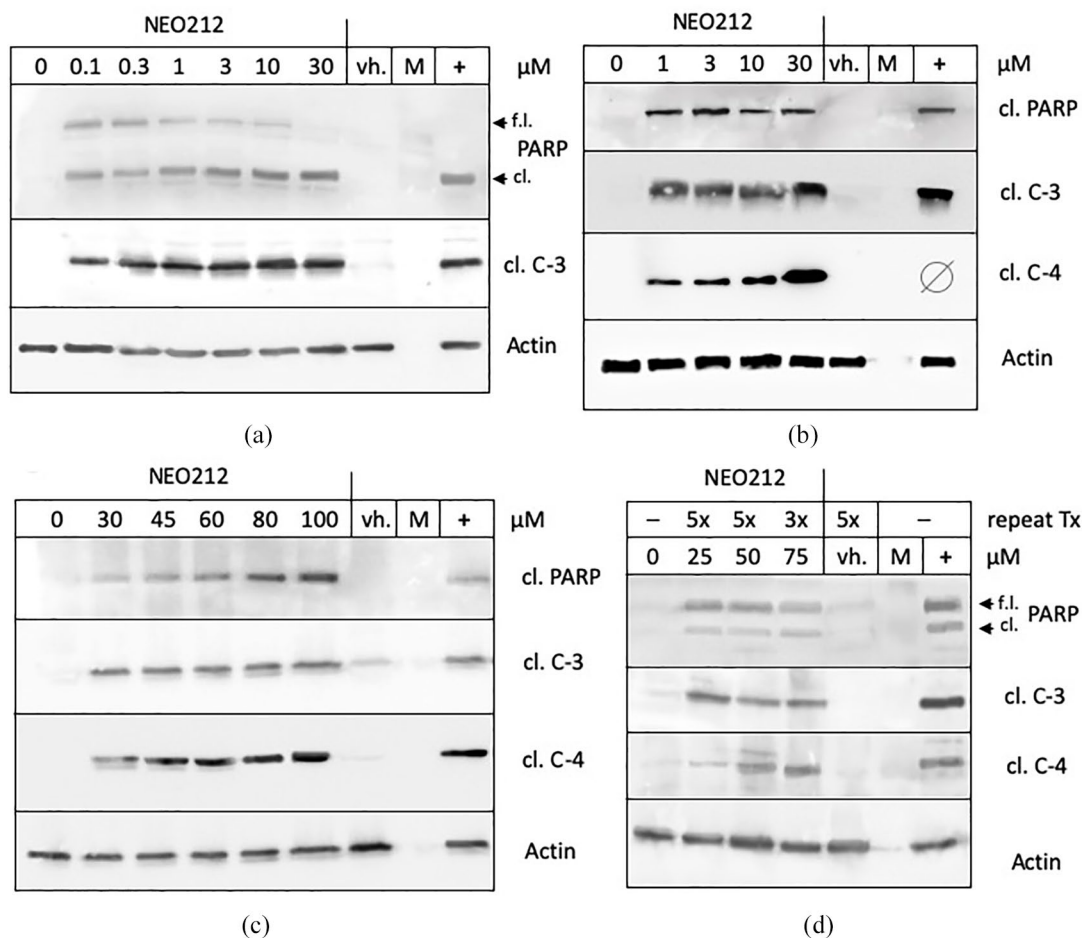 NEO212
0 0.1 0.3 1 3 10 30 vh. M + μM
f.l.
PARP
cl.
cl. C-3
Actin
(a)
NEO212
0 1 3 10 30 vh. M + μM
cl. PARP
cl. C-3
cl. C-4
Actin
(b)
NEO212
0 30 45 60 80 100 vh. M + μM
cl. PARP
cl. C-3
cl. C-4
Actin
(c)
NEO212
– 5x 5x 3x 5x – repeat Tx
0 25 50 75 vh. M + μM
f.l.
PARP
cl.
cl. C-3
cl. C-4
Actin
(d)